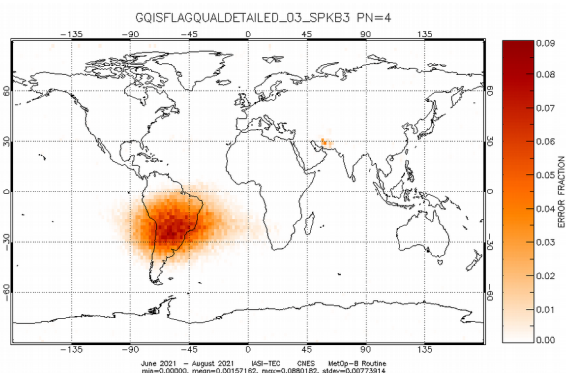 GQISFLAGQUALDETAILED_03_SPKB3 PN=4
−135 −90 −45 0 45 90 135
60 60
30 30
0 0
−30 −30
−60 −60
−135 −90 −45 0 45 90 135
0.09
0.08
0.07
0.06
0.05
0.04
0.03
0.02
0.01
0.00
ERROR FRACTION
June 2021 − August 2021 IASI−TEC CNES MetOp−B Routine
min=0.00000, mean=0.00157162, max=0.0880182, stdev=0.00773914